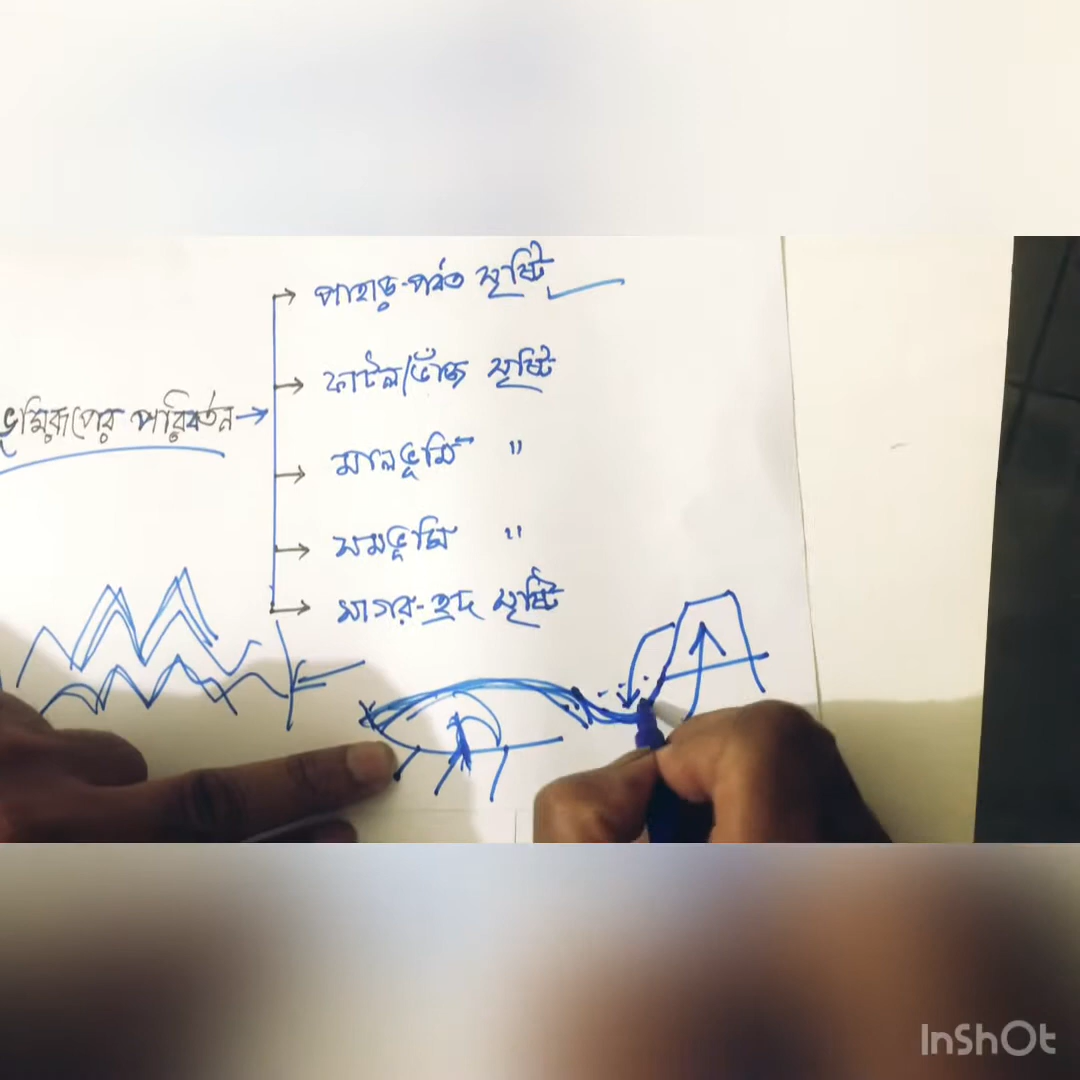 পাহাড়-পর্বত সৃষ্টি
ফাটল/ভাঁজ সৃষ্টি
ভূমিরূপের পরিবর্তন
মালভূমি "
সমভূমি "
সাগর-হ্রদ সৃষ্টি
InShOt